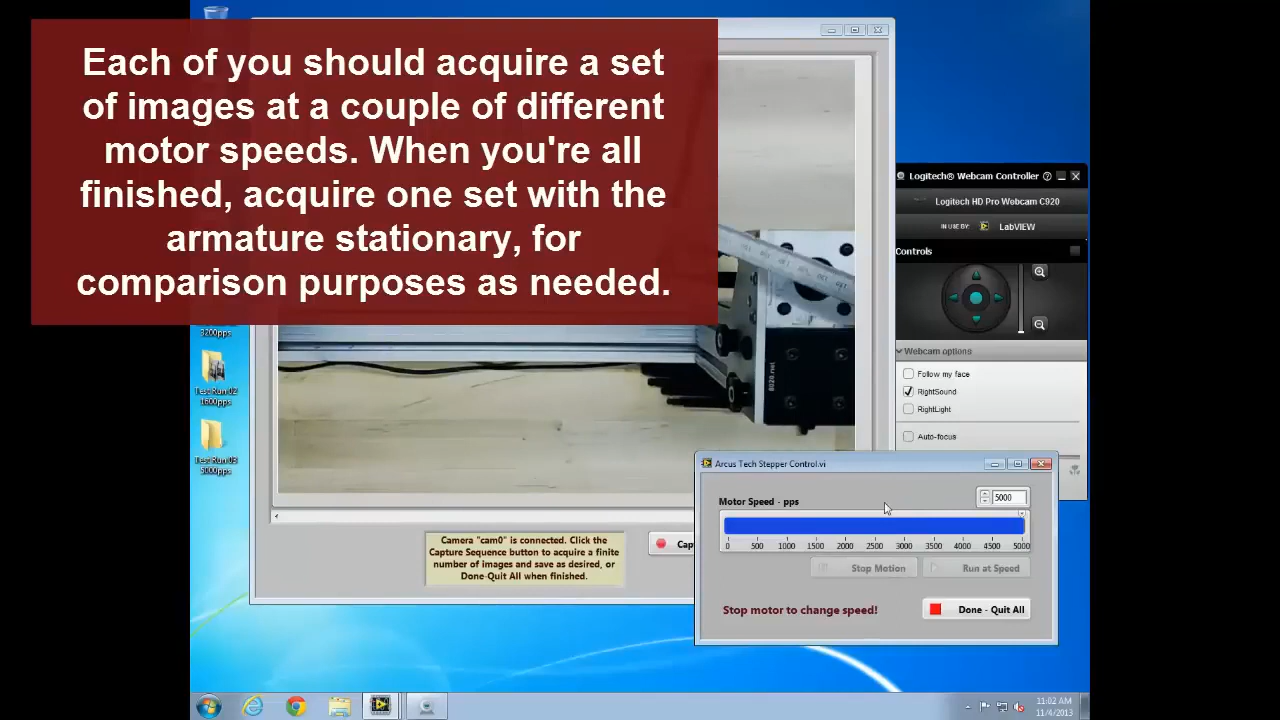 Each of you should acquire a set
of images at a couple of different
motor speeds. When you're all
finished, acquire one set with the
armature stationary, for
comparison purposes as needed.
Logitech® Webcam Controller
Logitech HD Pro Webcam C920
IN USE BY: LabVIEW
Controls
Webcam options
Follow my face
RightSound
RightLight
Auto-focus
3200pps
Test Run 02
1600pps
Test Run 03
5000pps
8020.net
Arcus Tech Stepper Control.vi
Motor Speed - pps
5000
0 500 1000 1500 2000 2500 3000 3500 4000 4500 5000
Stop Motion
Run at Speed
Stop motor to change speed!
Done - Quit All
Camera "cam0" is connected. Click the
Capture Sequence button to acquire a finite
number of images and save as desired, or
Done-Quit All when finished.
Cap
11:02 AM
11/4/2013